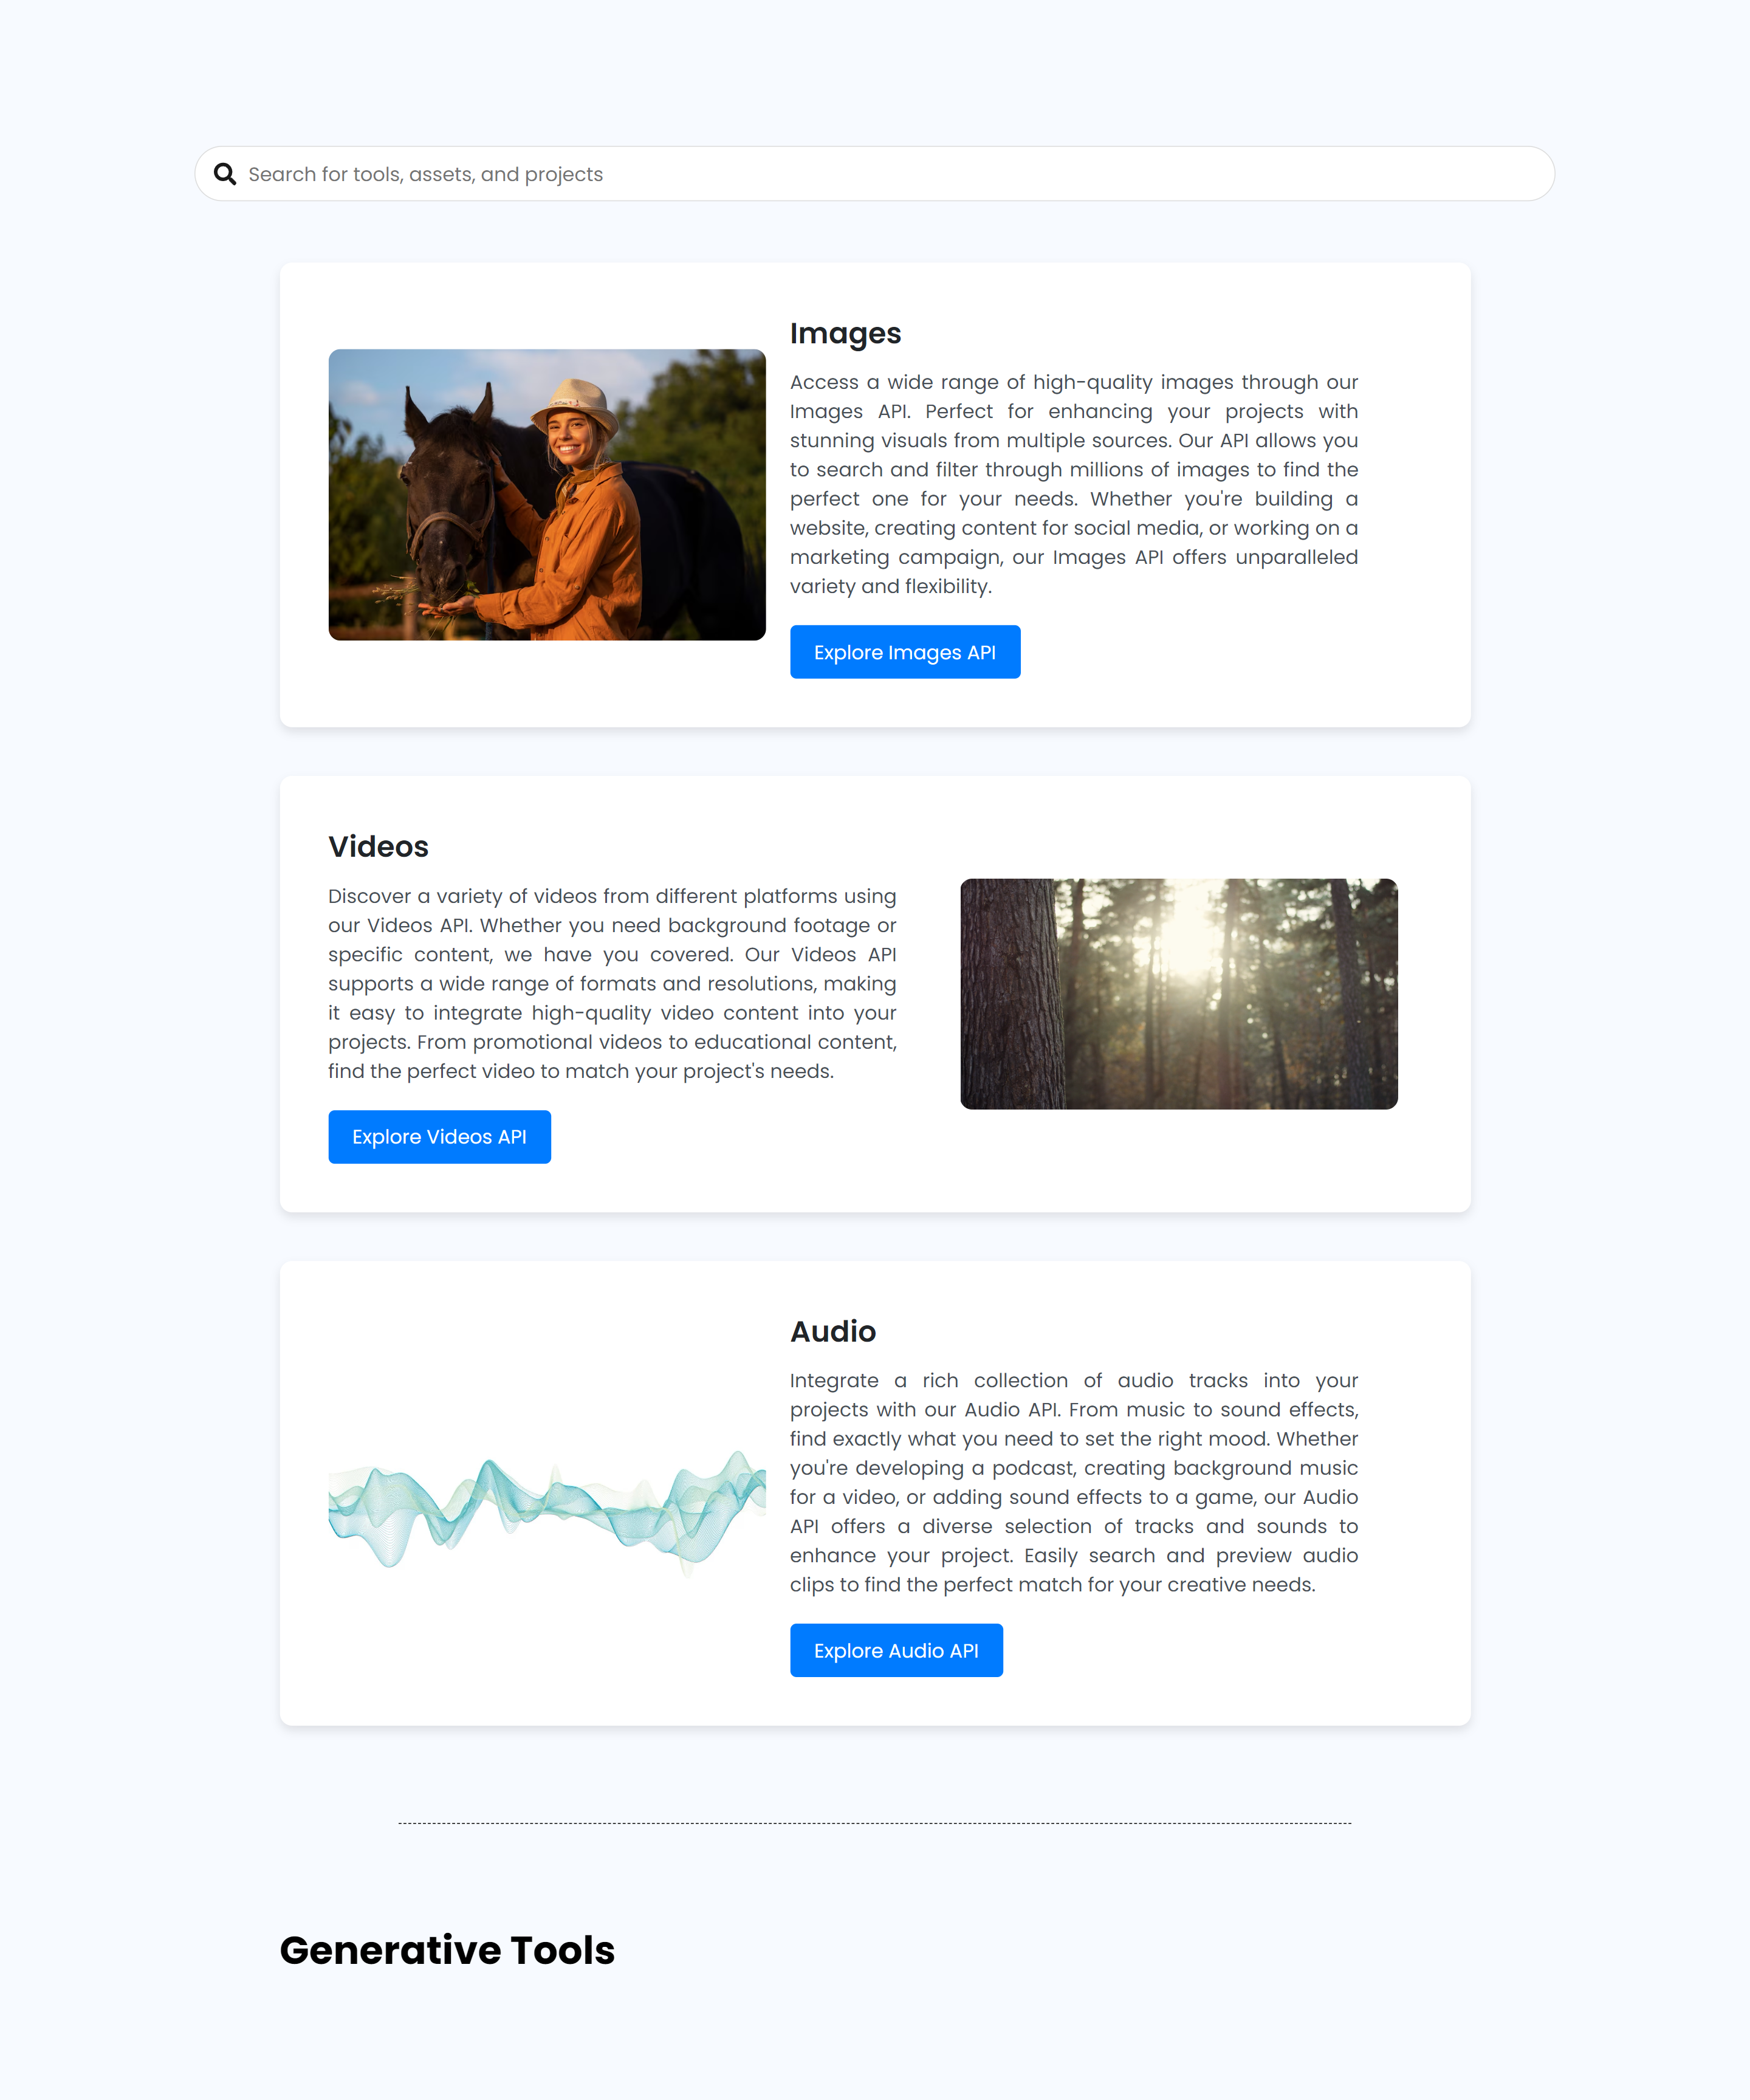 Search for tools, assets, and projects
Images
Access a wide range of high-quality images through our
Images API. Perfect for enhancing your projects with
stunning visuals from multiple sources. Our API allows you
to search and filter through millions of images to find the
perfect one for your needs. Whether you're building a
website, creating content for social media, or working on a
marketing campaign, our Images API offers unparalleled
variety and flexibility.
Explore Images API
Videos
Discover a variety of videos from different platforms using
our Videos API. Whether you need background footage or
specific content, we have you covered. Our Videos API
supports a wide range of formats and resolutions, making
it easy to integrate high-quality video content into your
projects. From promotional videos to educational content,
find the perfect video to match your project's needs.
Explore Videos API
Audio
Integrate a rich collection of audio tracks into your
projects with our Audio API. From music to sound effects,
find exactly what you need to set the right mood. Whether
you're developing a podcast, creating background music
for a video, or adding sound effects to a game, our Audio
API offers a diverse selection of tracks and sounds to
enhance your project. Easily search and preview audio
clips to find the perfect match for your creative needs.
Explore Audio API
Generative Tools